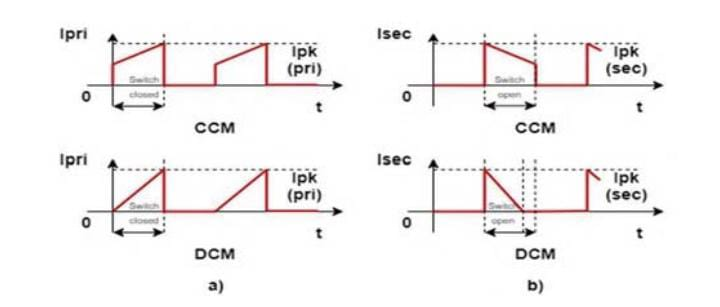 Ipri
Ipk
(pri)
Switch
closed
0
t
CCM
Isec
Ipk
(sec)
Switch
open
0
t
CCM
Ipri
Ipk
(pri)
Switch
closed
0
t
DCM
a)
Isec
Ipk
(sec)
Switch
open
0
t
DCM
b)